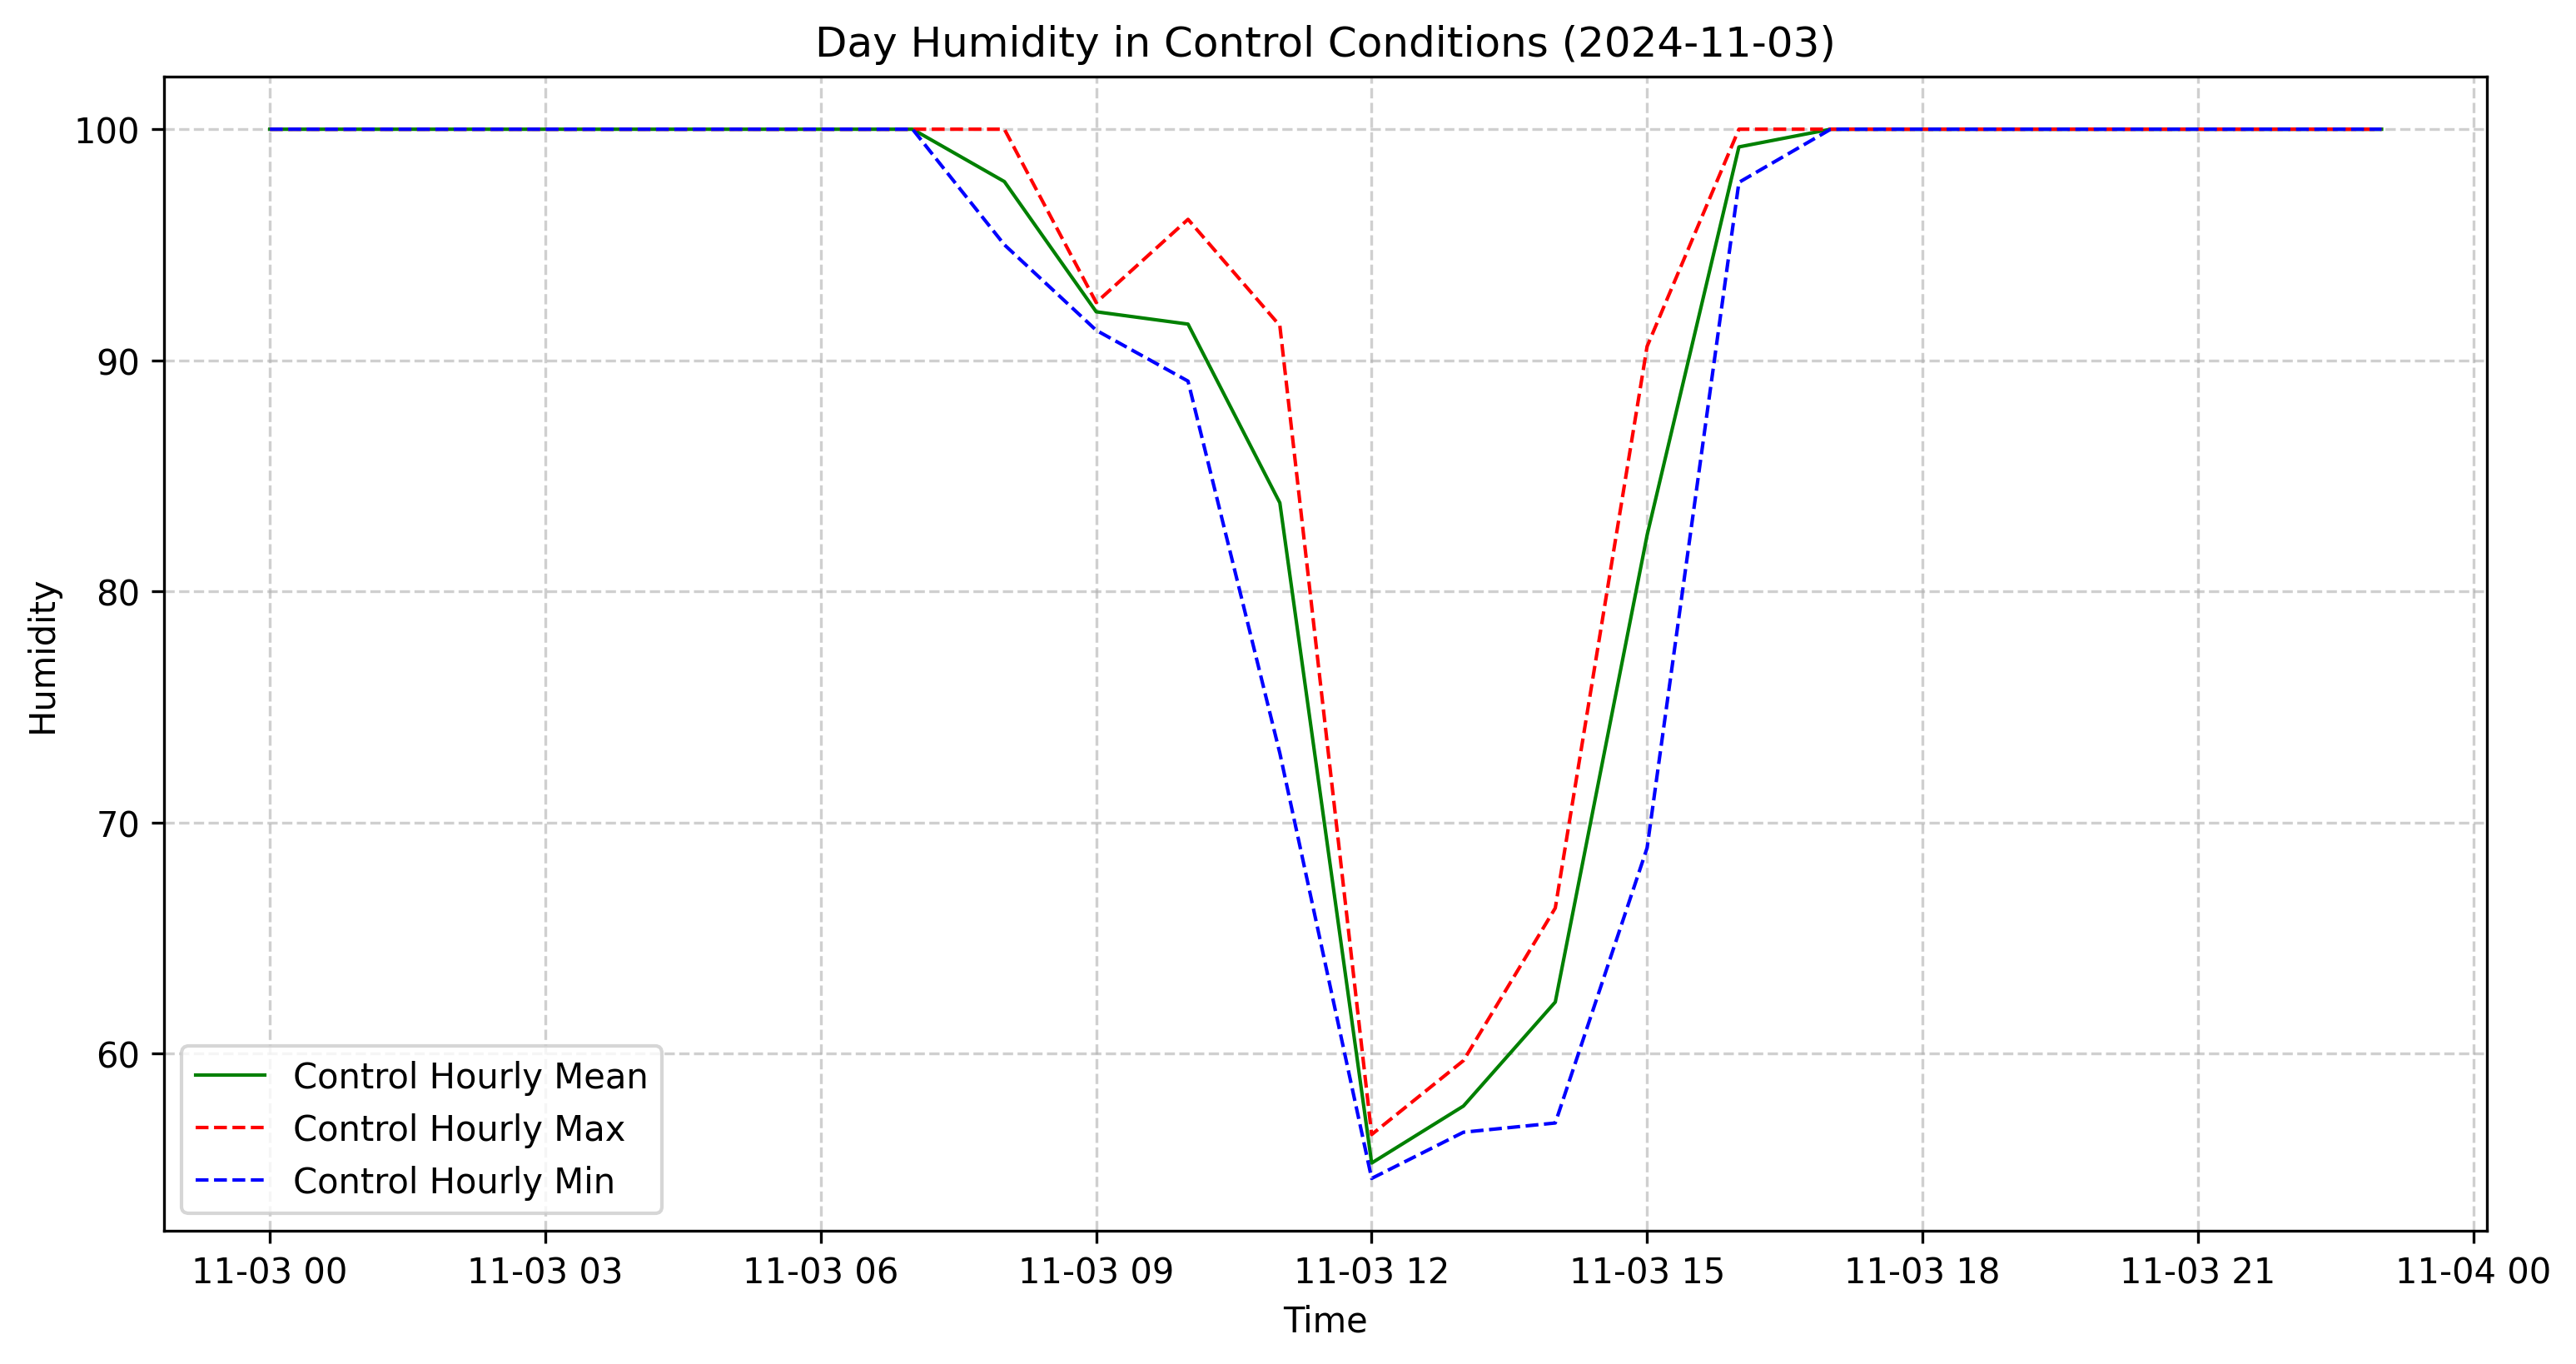 Day Humidity in Control Conditions (2024-11-03)
Humidity
100
90
80
70
60
Control Hourly Mean
Control Hourly Max
Control Hourly Min
11-03 00 11-03 03 11-03 06 11-03 09 11-03 12 11-03 15 11-03 18 11-03 21 11-04 00
Time